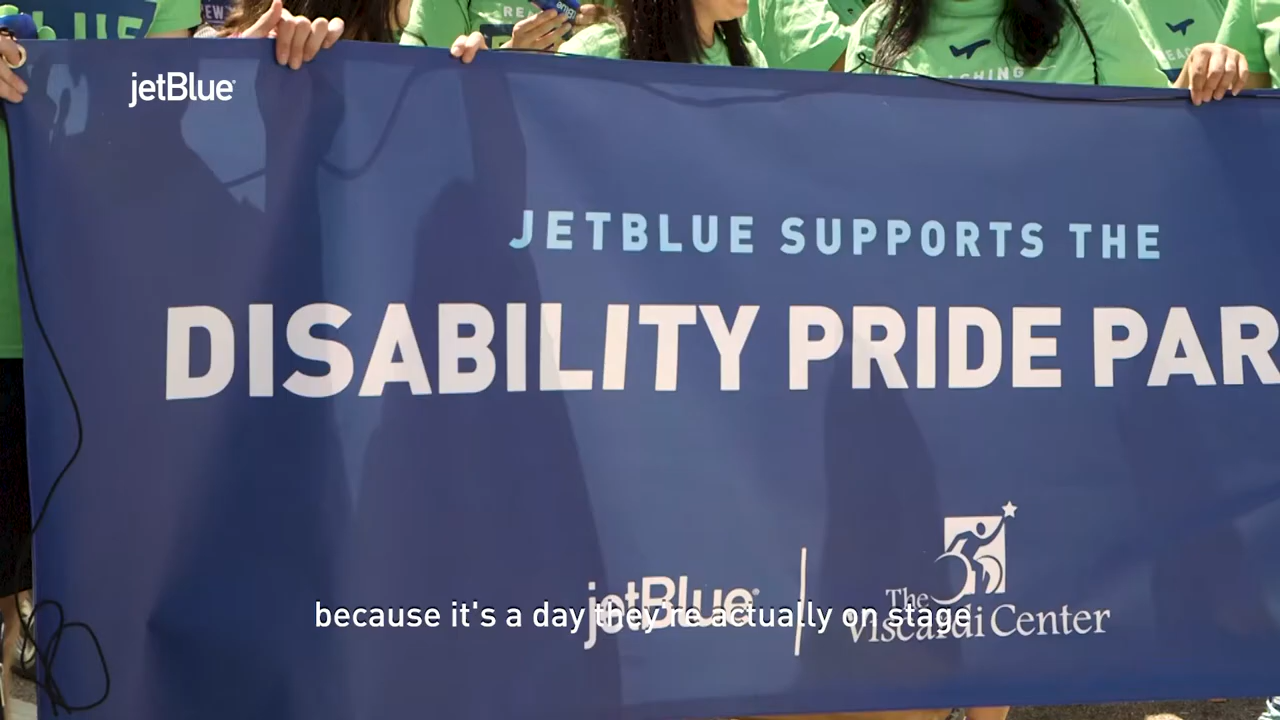 RE
jetBlue
JETBLUE SUPPORTS THE
DISABILITY PRIDE PAR
jetBlue
The
Viscardi Center
because it's a day they're actually on stage